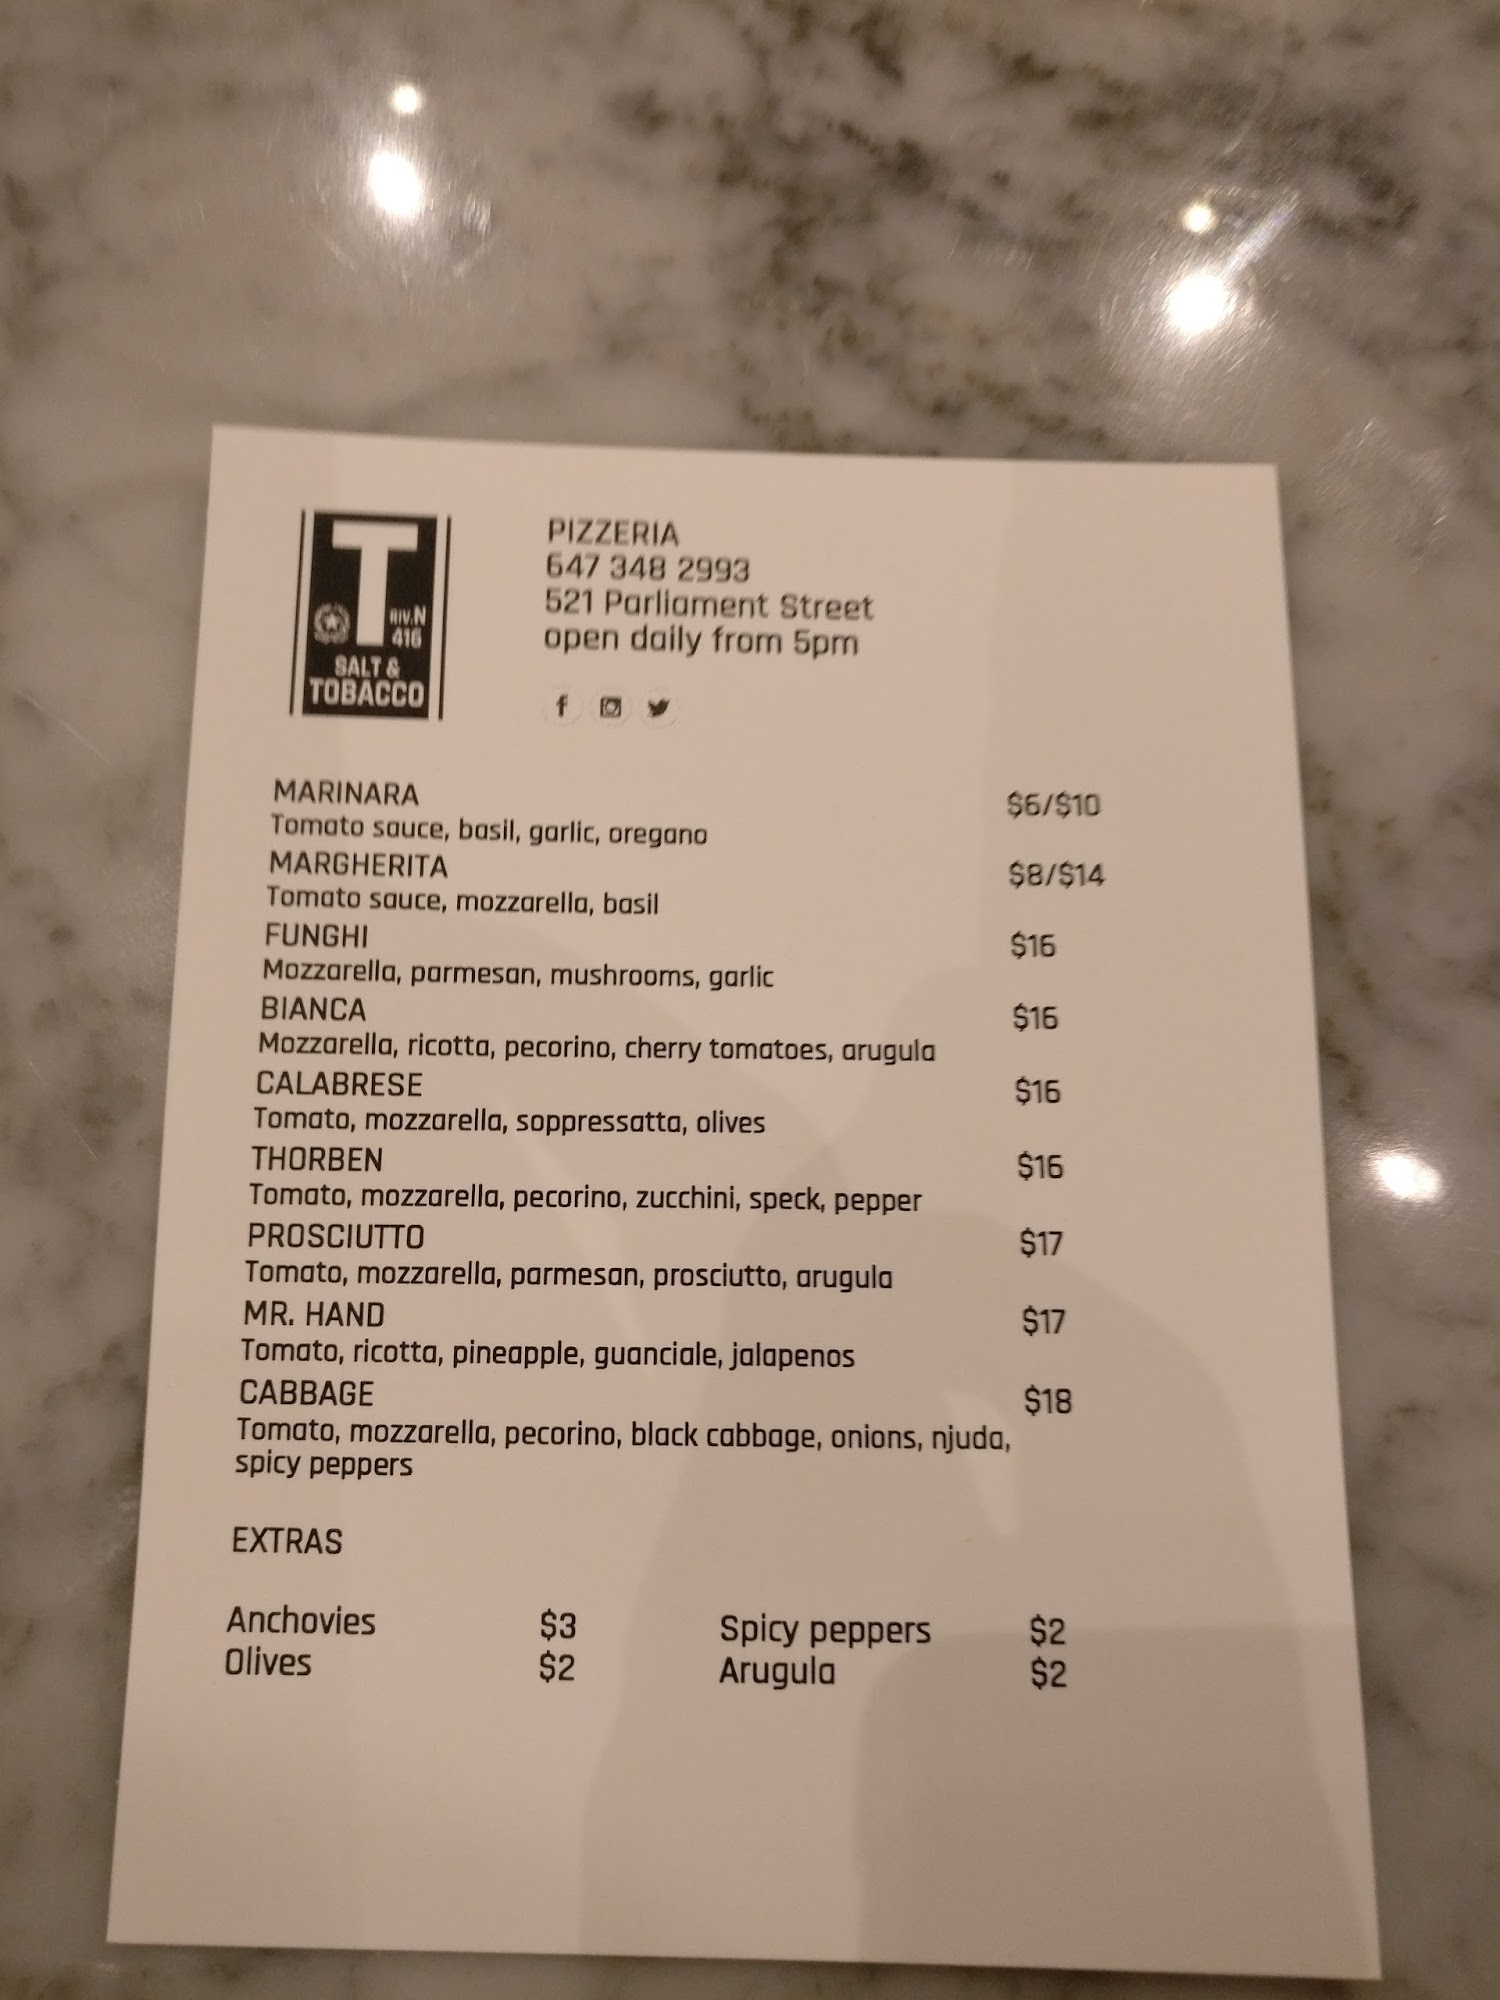 T
RIV.N
416
SALT &
TOBACCO
PIZZERIA
647 348 2993
521 Parliament Street
open daily from 5pm
MARINARA $6/$10
Tomato sauce, basil, garlic, oregano
MARGHERITA $8/$14
Tomato sauce, mozzarella, basil
FUNGHI $16
Mozzarella, parmesan, mushrooms, garlic
BIANCA $16
Mozzarella, ricotta, pecorino, cherry tomatoes, arugula
CALABRESE $16
Tomato, mozzarella, soppressatta, olives
THORBEN $16
Tomato, mozzarella, pecorino, zucchini, speck, pepper
PROSCIUTTO $17
Tomato, mozzarella, parmesan, prosciutto, arugula
MR. HAND $17
Tomato, ricotta, pineapple, guanciale, jalapenos
CABBAGE $18
Tomato, mozzarella, pecorino, black cabbage, onions, njuda,
spicy peppers
EXTRAS
Anchovies $3 Spicy peppers $2
Olives $2 Arugula $2